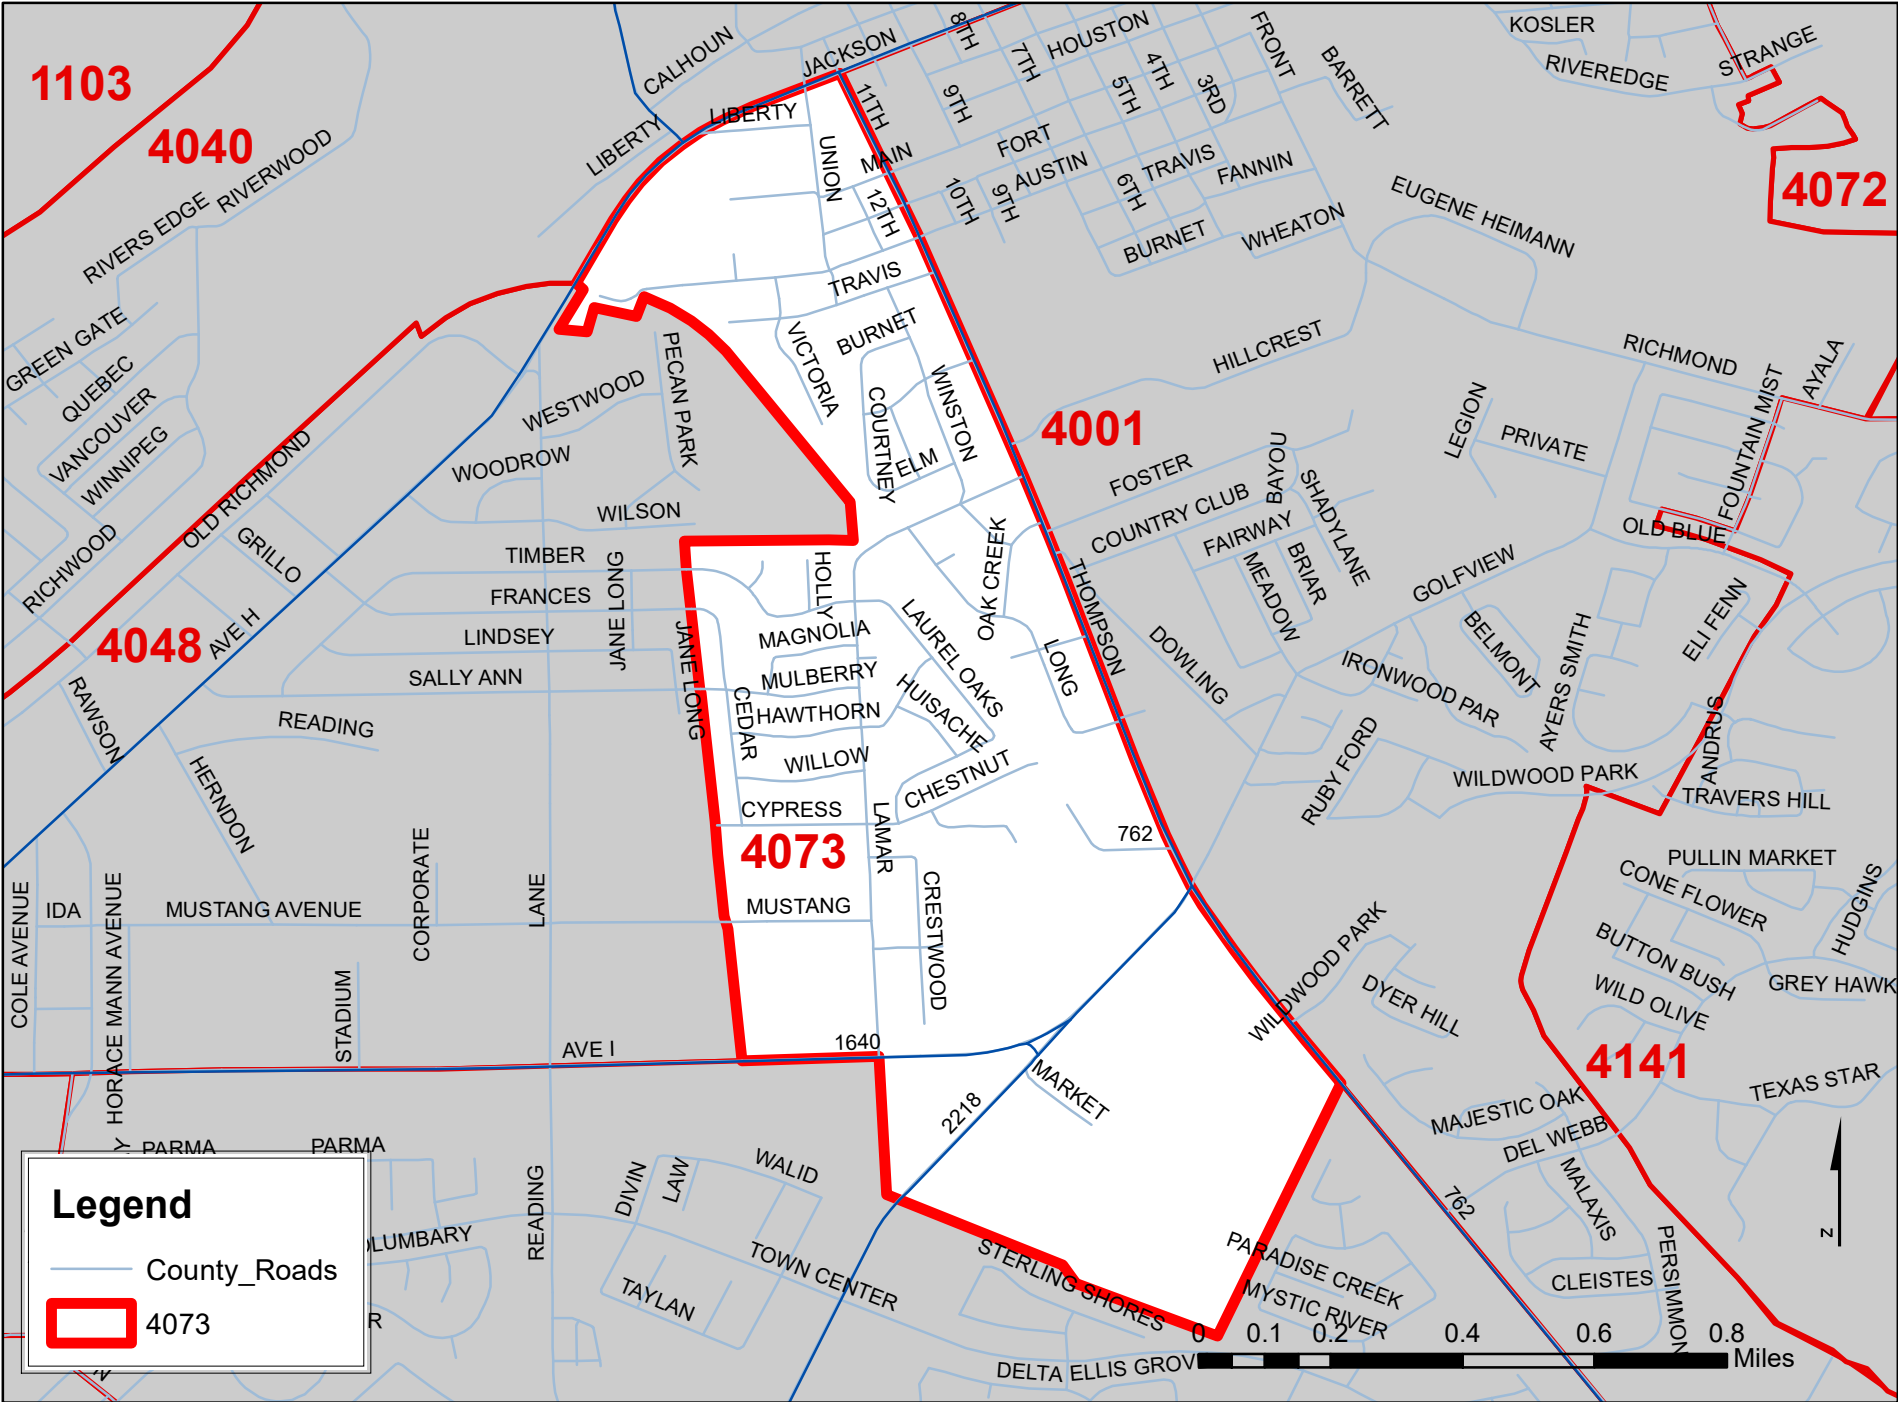 1103
4040
4072
4001
4048
4073
4141
KOSLER
STRANGE
RIVEREDGE
CALHOUN
JACKSON
8TH
HOUSTON
7TH
4TH
5TH
3RD
FRONT
BARRETT
LIBERTY
LIBERTY
11TH
9TH
UNION
MAIN
FORT
12TH
10TH
9TH
AUSTIN
6TH
TRAVIS
FANNIN
BURNET
WHEATON
EUGENE HEIMANN
RIVERWOOD
RIVERS EDGE
GREEN GATE
QUEBEC
VANCOUVER
WINNIPEG
RICHWOOD
OLD RICHMOND
GRILLO
AVE H
WESTWOOD
PECAN PARK
WOODROW
WILSON
TRAVIS
VICTORIA
BURNET
COURTNEY
WINSTON
ELM
HILLCREST
RICHMOND
AYALA
FOUNTAIN MIST
LEGION
PRIVATE
OLD BLUE
FOSTER
BAYOU
COUNTRY CLUB
SHADYLANE
FAIRWAY
BRIAR
MEADOW
GOLFVIEW
BELMONT
ELI FENN
AYERS SMITH
IRONWOOD PAR
DOWLING
THOMPSON
OAK CREEK
LONG
TIMBER
FRANCES
LINDSEY
SALLY ANN
JANE LONG
JANE LONG
HOLLY
MAGNOLIA
MULBERRY
HAWTHORN
WILLOW
CYPRESS
CEDAR
LAUREL OAKS
HUISACHE
CHESTNUT
LAMAR
762
RAWSON
READING
HERNDON
RUBY FORD
WILDWOOD PARK
ANDRUS
TRAVERS HILL
PULLIN MARKET
CONE FLOWER
HUDGINS
BUTTON BUSH
GREY HAWK
WILD OLIVE
IDA
COLE AVENUE
HORACE MANN AVENUE
MUSTANG AVENUE
CORPORATE
LANE
STADIUM
MUSTANG
CRESTWOOD
AVE I
1640
WILDWOOD PARK
DYER HILL
MARKET
2218
TEXAS STAR
MAJESTIC OAK
DEL WEBB
MALAXIS
PERSIMMON
CLEISTES
762
PARMA
PARMA
Y
OLUMBARY
R
N
READING
DIVIN
LAW
WALID
TAYLAN
TOWN CENTER
STERLING SHORES
PARADISE CREEK
MYSTIC RIVER
DELTA ELLIS GROV
Legend
County_Roads
4073
0 0.1 0.2 0.4 0.6 0.8
Miles
N